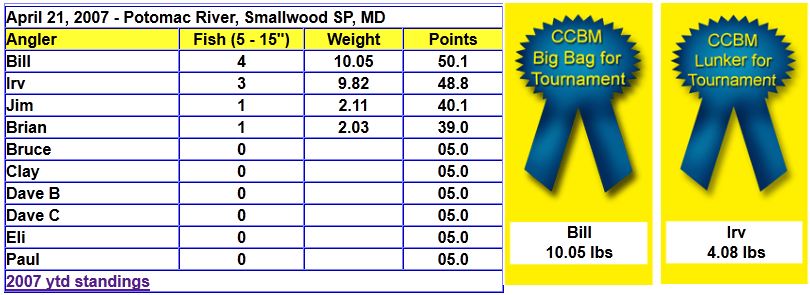 April 21, 2007 - Potomac River, Smallwood SP, MD
Angler Fish (5 - 15") Weight Points
Bill 4 10.05 50.1
Irv 3 9.82 48.8
Jim 1 2.11 40.1
Brian 1 2.03 39.0
Bruce 0 05.0
Clay 0 05.0
Dave B 0 05.0
Dave C 0 05.0
Eli 0 05.0
Paul 0 05.0
2007 ytd standings
CCBM
Big Bag for
Tournament
Bill
10.05 lbs
CCBM
Lunker for
Tournament
Irv
4.08 lbs